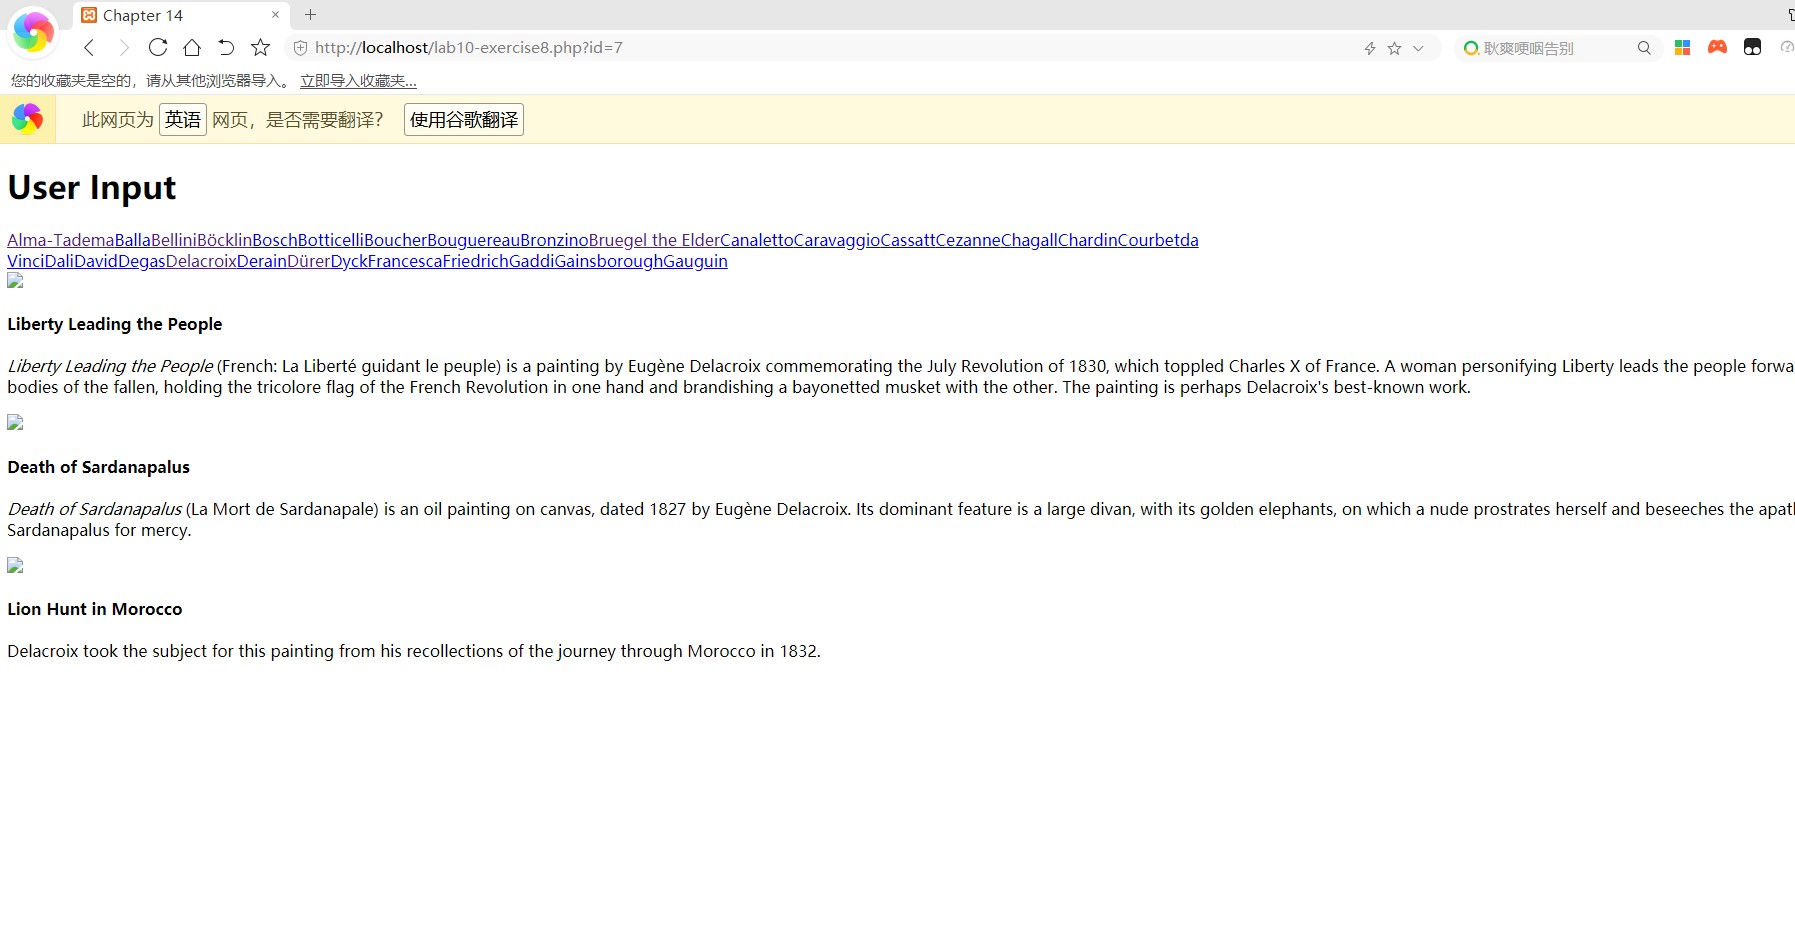 Chapter 14
http://localhost/lab10-exercise8.php?id=7
耿爽哽咽告别
您的收藏夹是空的，请从其他浏览器导入。 立即导入收藏夹...
此网页为 英语 网页，是否需要翻译？ 使用谷歌翻译
User Input
Alma-TademaBallaBelliniBöcklinBoschBotticelliBoucherBouguereauBronzinoBruegel the ElderCanalettoCaravaggioCassattCezanneChagallChardinCourbetda
VinciDaliDavidDegasDelacroixDerainDürerDyckFrancescaFriedrichGaddiGainsboroughGauguin
Liberty Leading the People
Liberty Leading the People (French: La Liberté guidant le peuple) is a painting by Eugène Delacroix commemorating the July Revolution of 1830, which toppled Charles X of France. A woman personifying Liberty leads the people forwa
bodies of the fallen, holding the tricolore flag of the French Revolution in one hand and brandishing a bayonetted musket with the other. The painting is perhaps Delacroix's best-known work.
Death of Sardanapalus
Death of Sardanapalus (La Mort de Sardanapale) is an oil painting on canvas, dated 1827 by Eugène Delacroix. Its dominant feature is a large divan, with its golden elephants, on which a nude prostrates herself and beseeches the apat
Sardanapalus for mercy.
Lion Hunt in Morocco
Delacroix took the subject for this painting from his recollections of the journey through Morocco in 1832.